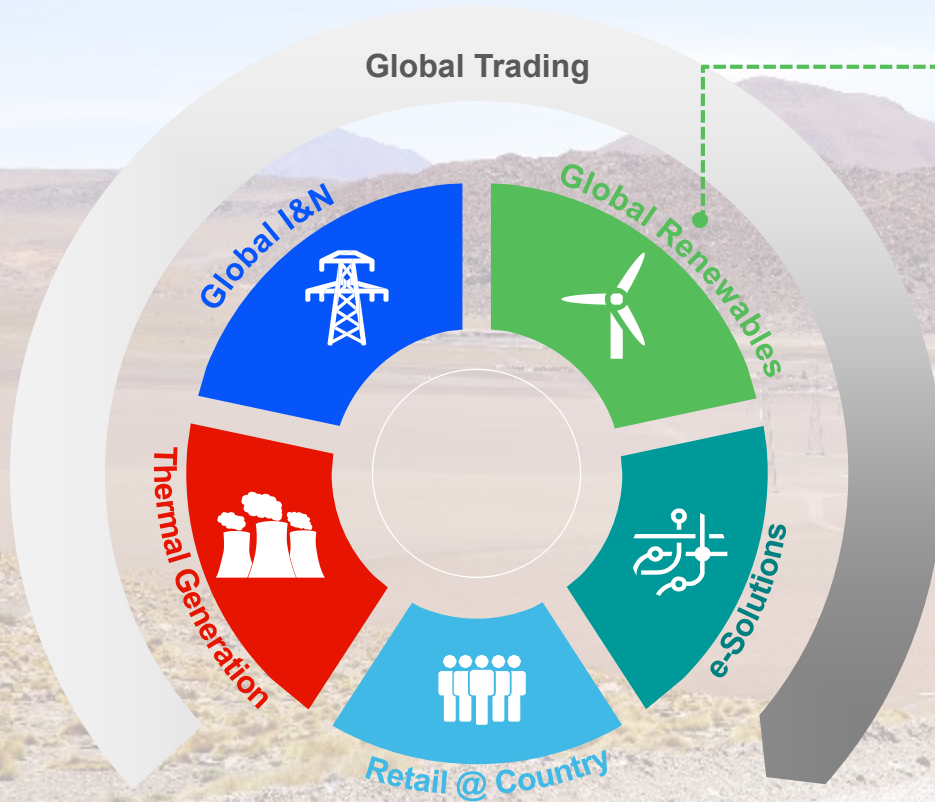 Global Trading
Global I&N
Global Renewables
Thermal Generation
e-Solutions
Retail @ Country